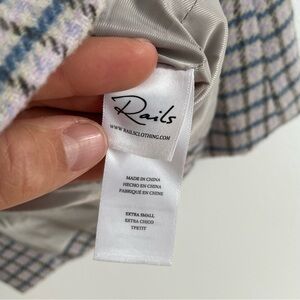 Rails
WWW.RAILSCLOTHING.COM
MADE IN CHINA
HECHO EN CHINA
FABRIQUÉ EN CHINE
EXTRA SMALL
EXTRA CHICO
TPETIT